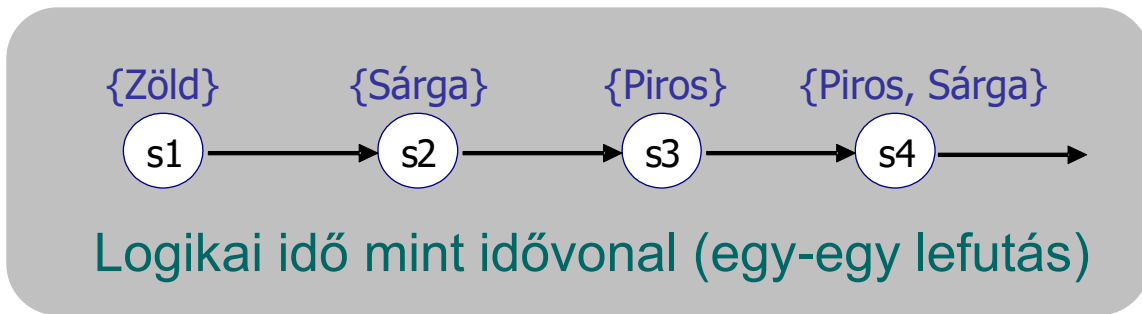 {Zöld} {Sárga} {Piros} {Piros, Sárga}
s1 s2 s3 s4
Logikai idő mint idővonal (egy-egy lefutás)